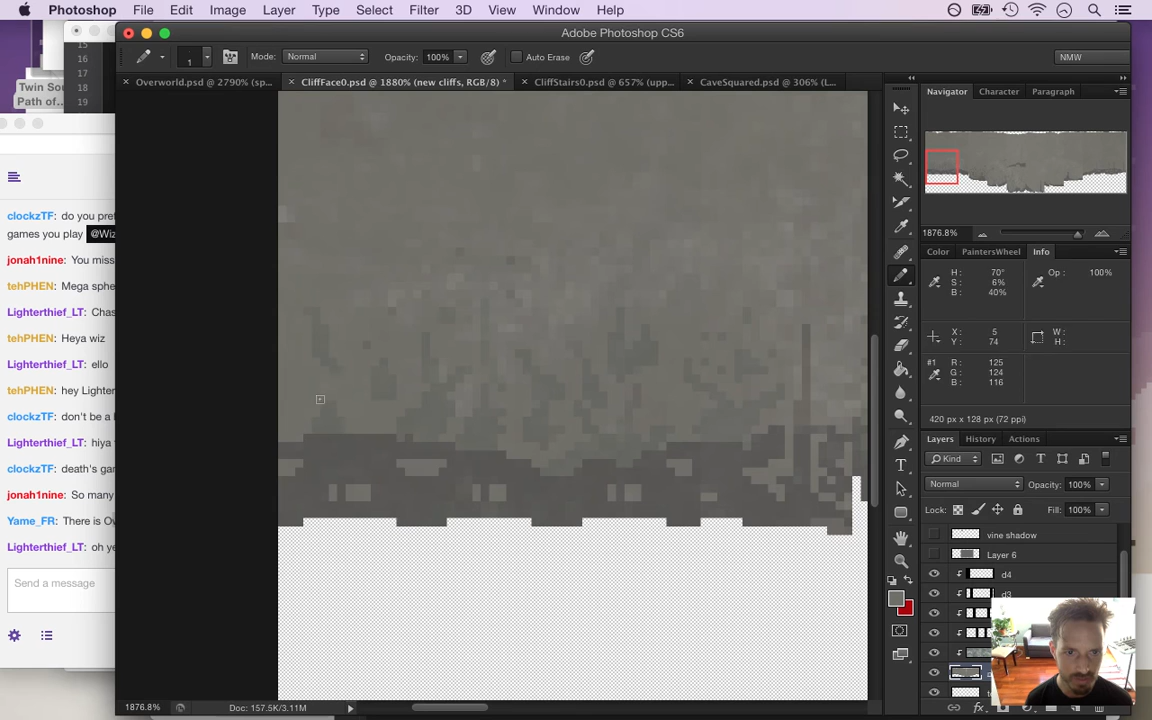 Photoshop File Edit Image Layer Type Select Filter 3D View Window Help
Adobe Photoshop CS6
1 Mode: Normal Opacity: 100% Auto Erase NMW
Overworld.psd @ 2790% (sp... CliffFace0.psd @ 1880% (new cliffs, RGB/8) * CliffStairs0.psd @ 657% (upp... CaveSquared.psd @ 306% (L...
15
16
17
18
19
Twin Sou
Path of...
clockzTF: do you pref
games you play @Wiz
jonah1nine: You miss
tehPHEN: Mega sphe
Lighterthief_LT: Chas
tehPHEN: Heya wiz
Lighterthief_LT: ello
tehPHEN: hey Lighter
clockzTF: don't be a l
Lighterthief_LT: hiya t
clockzTF: death's gar
jonah1nine: So many
Yame_FR: There is Ov
Lighterthief_LT: oh ye
Send a message
Navigator Character Paragraph
1876.8%
Color PaintersWheel Info
H: 70°
S: 6%
B: 40%
Op: 100%
X: 5
Y: 74
W:
H:
#1 R: 125
G: 124
B: 116
420 px x 128 px (72 ppi)
Layers History Actions
Kind
Normal Opacity: 100%
Lock: Fill: 100%
vine shadow
Layer 6
d4
d3
1876.8% Doc: 157.5K/3.11M